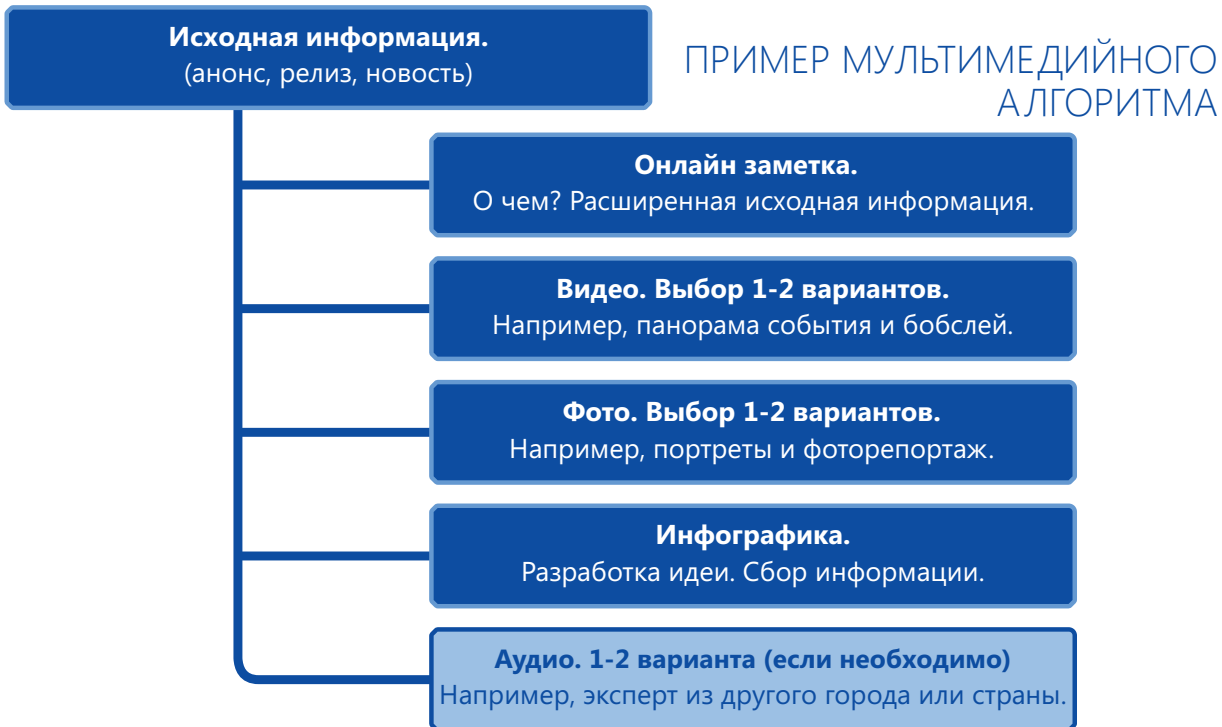 Исходная информация.
(анонс, релиз, новость)
ПРИМЕР МУЛЬТИМЕДИЙНОГО
АЛГОРИТМА
Онлайн заметка.
О чем? Расширенная исходная информация.
Видео. Выбор 1-2 вариантов.
Например, панорама события и бобслей.
Фото. Выбор 1-2 вариантов.
Например, портреты и фоторепортаж.
Инфографика.
Разработка идеи. Сбор информации.
Аудио. 1-2 варианта (если необходимо)
Например, эксперт из другого города или страны.